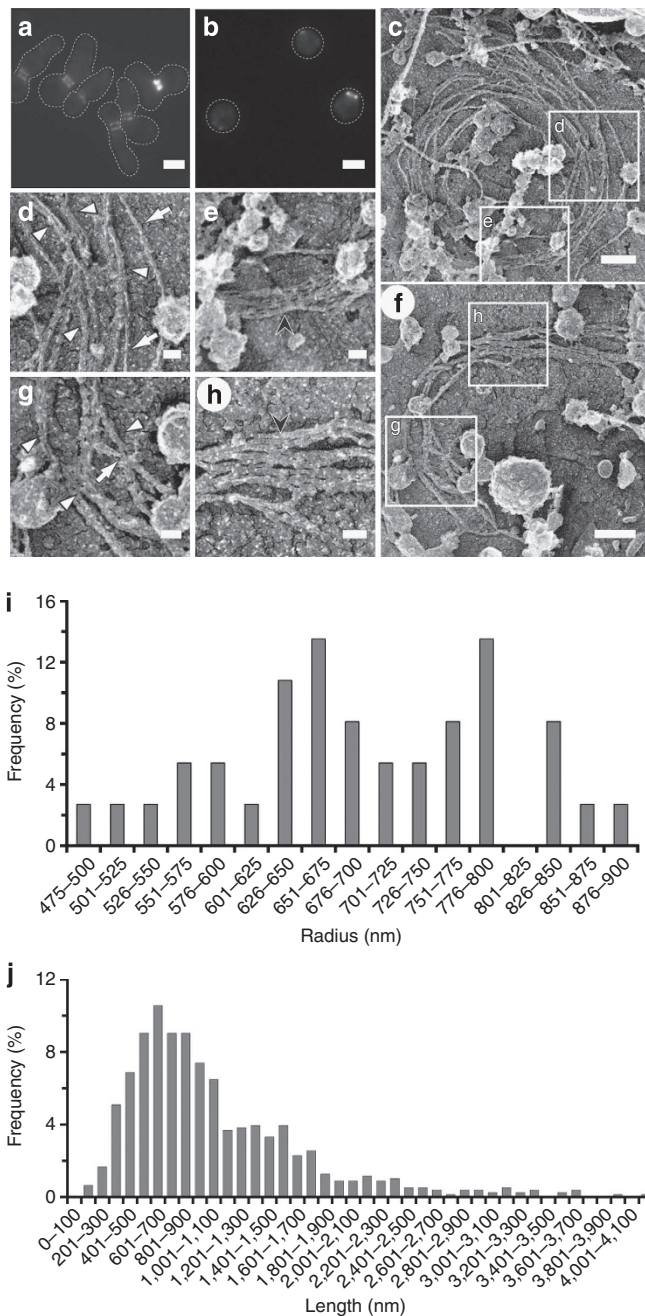 a
b
c
d
e
d
e
f
h
g
g
h
i
16
12
8
4
0
Frequency (%)
475–500
501–525
526–550
551–575
576–600
601–625
626–650
651–675
676–700
701–725
726–750
751–775
776–800
801–825
826–850
851–875
876–900
Radius (nm)
j
12
8
4
0
Frequency (%)
0–100
201–300
401–500
601–700
801–900
1,001–1,100
1,201–1,300
1,401–1,500
1,601–1,700
1,801–1,900
2,001–2,100
2,201–2,300
2,401–2,500
2,601–2,700
2,801–2,900
3,001–3,100
3,201–3,300
3,401–3,500
3,601–3,700
3,801–3,900
4,001–4,100
Length (nm)